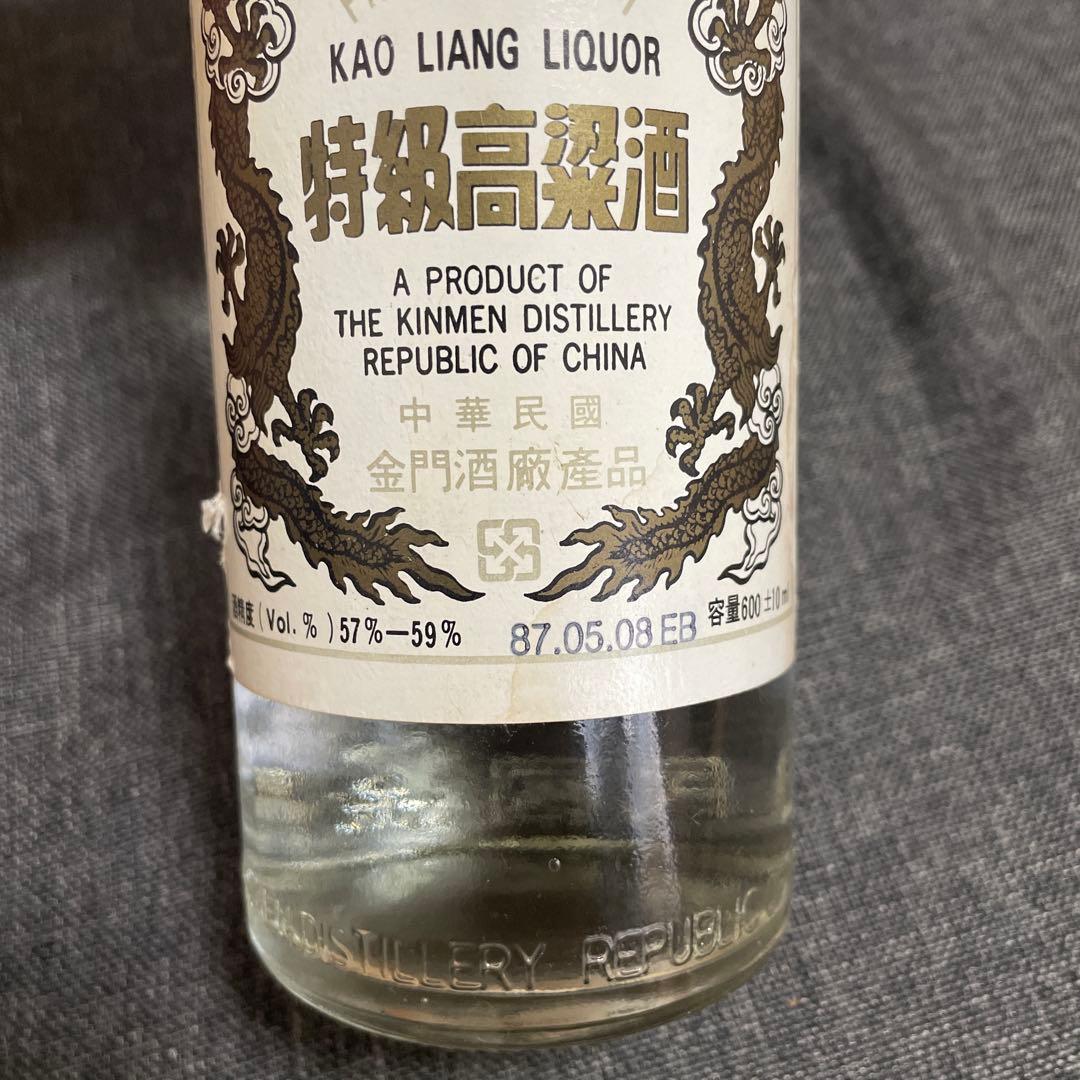 KAO LIANG LIQUOR
特級高粱酒
A PRODUCT OF
THE KINMEN DISTILLERY
REPUBLIC OF CHINA
中華民國
金門酒廠產品
酒精度(Vol.%)57%—59% 87.05.08 EB 容量600±10ml
DISTILLERY REPUBLIC